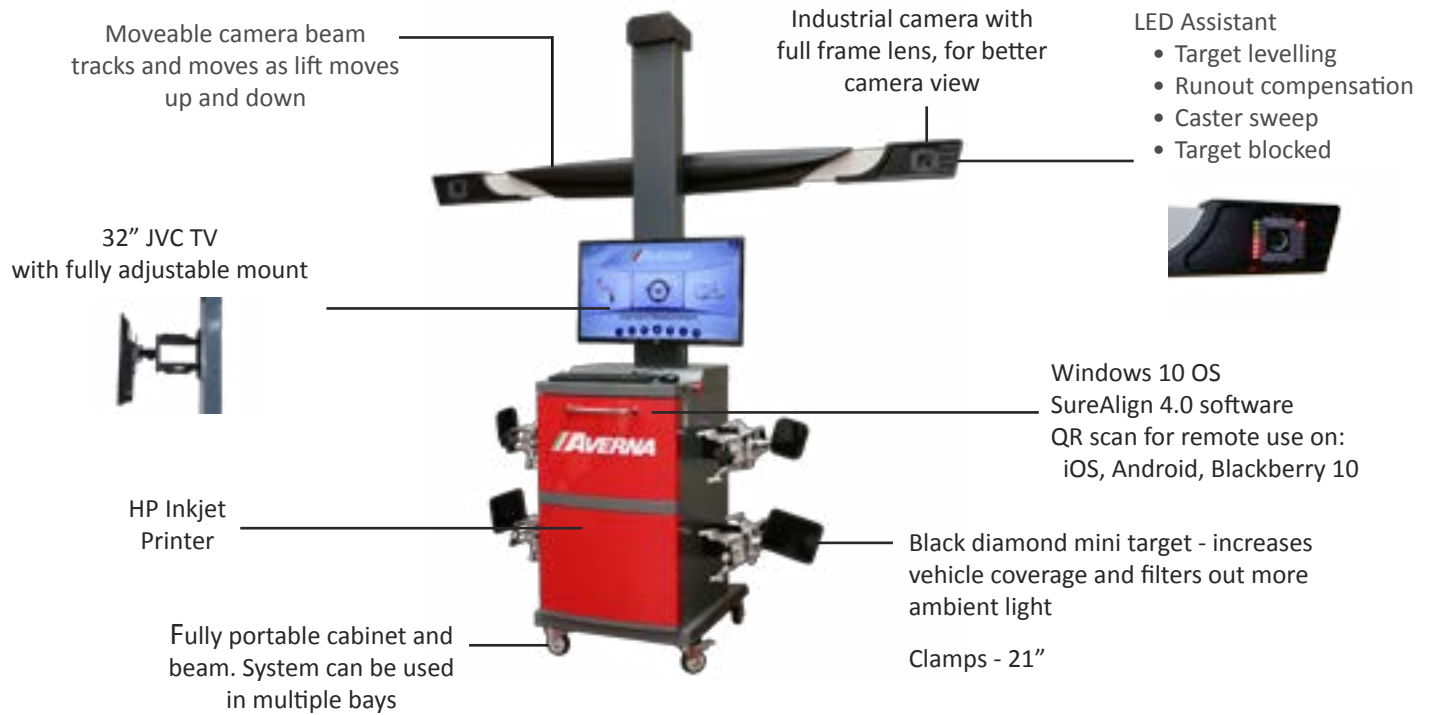 Moveable camera beam
tracks and moves as lift moves
up and down
Industrial camera with
full frame lens, for better
camera view
LED Assistant
• Target levelling
• Runout compensation
• Caster sweep
• Target blocked
32” JVC TV
with fully adjustable mount
AVERNA
Windows 10 OS
SureAlign 4.0 software
QR scan for remote use on:
iOS, Android, Blackberry 10
HP Inkjet
Printer
Black diamond mini target - increases
vehicle coverage and filters out more
ambient light
Clamps - 21”
Fully portable cabinet and
beam. System can be used
in multiple bays